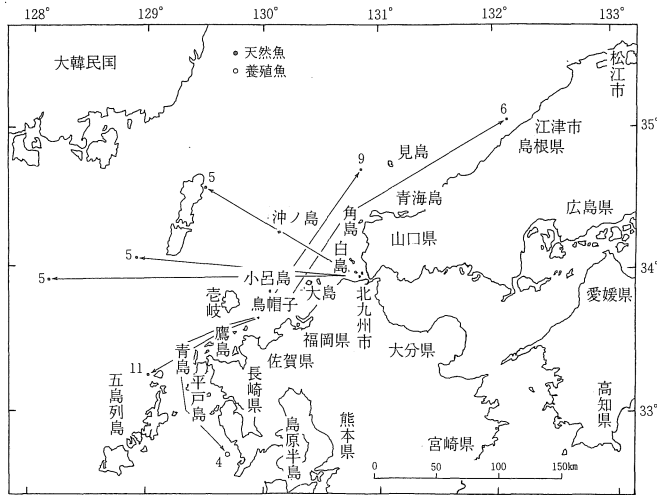 128° 129° 130° 131° 132° 133°
大韓民国
• 天然魚
○ 養殖魚
松江市
6
35°
江津市
島根県
見島
9
5
青海島
沖ノ島
角島
広島県
山口県
白島
5
34°
5
小呂島
大島
北九州市
愛媛県
壱岐
烏帽子
福岡県
大分県
鷹島
佐賀県
青島
11
平戸島
長崎県
五島列島
島原半島
熊本県
高知県
33°
宮崎県
4
0 50 100 150km